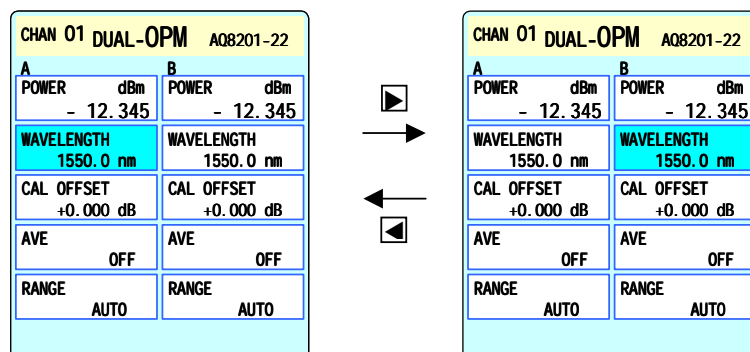 CHAN 01 DUAL-OPM AQ8201-22
A B
POWER dBm POWER dBm
- 12.345 - 12.345
WAVELENGTH WAVELENGTH
1550.0 nm 1550.0 nm
CAL OFFSET CAL OFFSET
+0.000 dB +0.000 dB
AVE AVE
OFF OFF
RANGE RANGE
AUTO AUTO
CHAN 01 DUAL-OPM AQ8201-22
A B
POWER dBm POWER dBm
- 12.345 - 12.345
WAVELENGTH WAVELENGTH
1550.0 nm 1550.0 nm
CAL OFFSET CAL OFFSET
+0.000 dB +0.000 dB
AVE AVE
OFF OFF
RANGE RANGE
AUTO AUTO